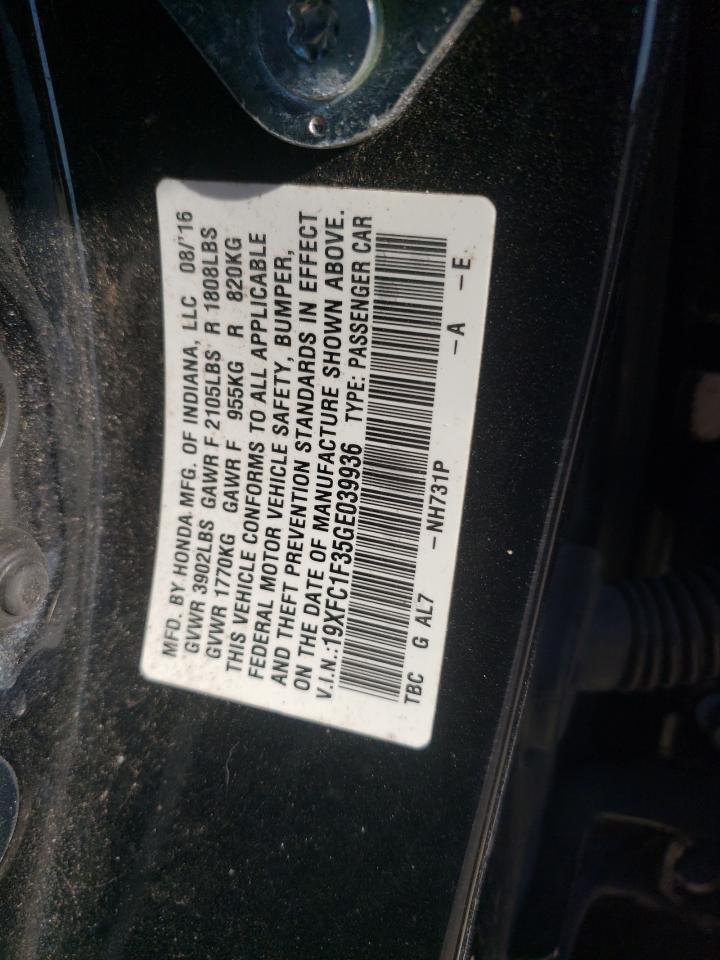 MFD. BY HONDA MFG. OF INDIANA, LLC 08/'16
GVWR 3902LBS GAWR F 2105LBS R 1808LBS
GVWR 1770KG GAWR F 955KG R 820KG
THIS VEHICLE CONFORMS TO ALL APPLICABLE
FEDERAL MOTOR VEHICLE SAFETY, BUMPER,
AND THEFT PREVENTION STANDARDS IN EFFECT
ON THE DATE OF MANUFACTURE SHOWN ABOVE.
V.I.N.:19XFC1F35GE039936 TYPE: PASSENGER CAR
TBC G AL7 -NH731P -A -E